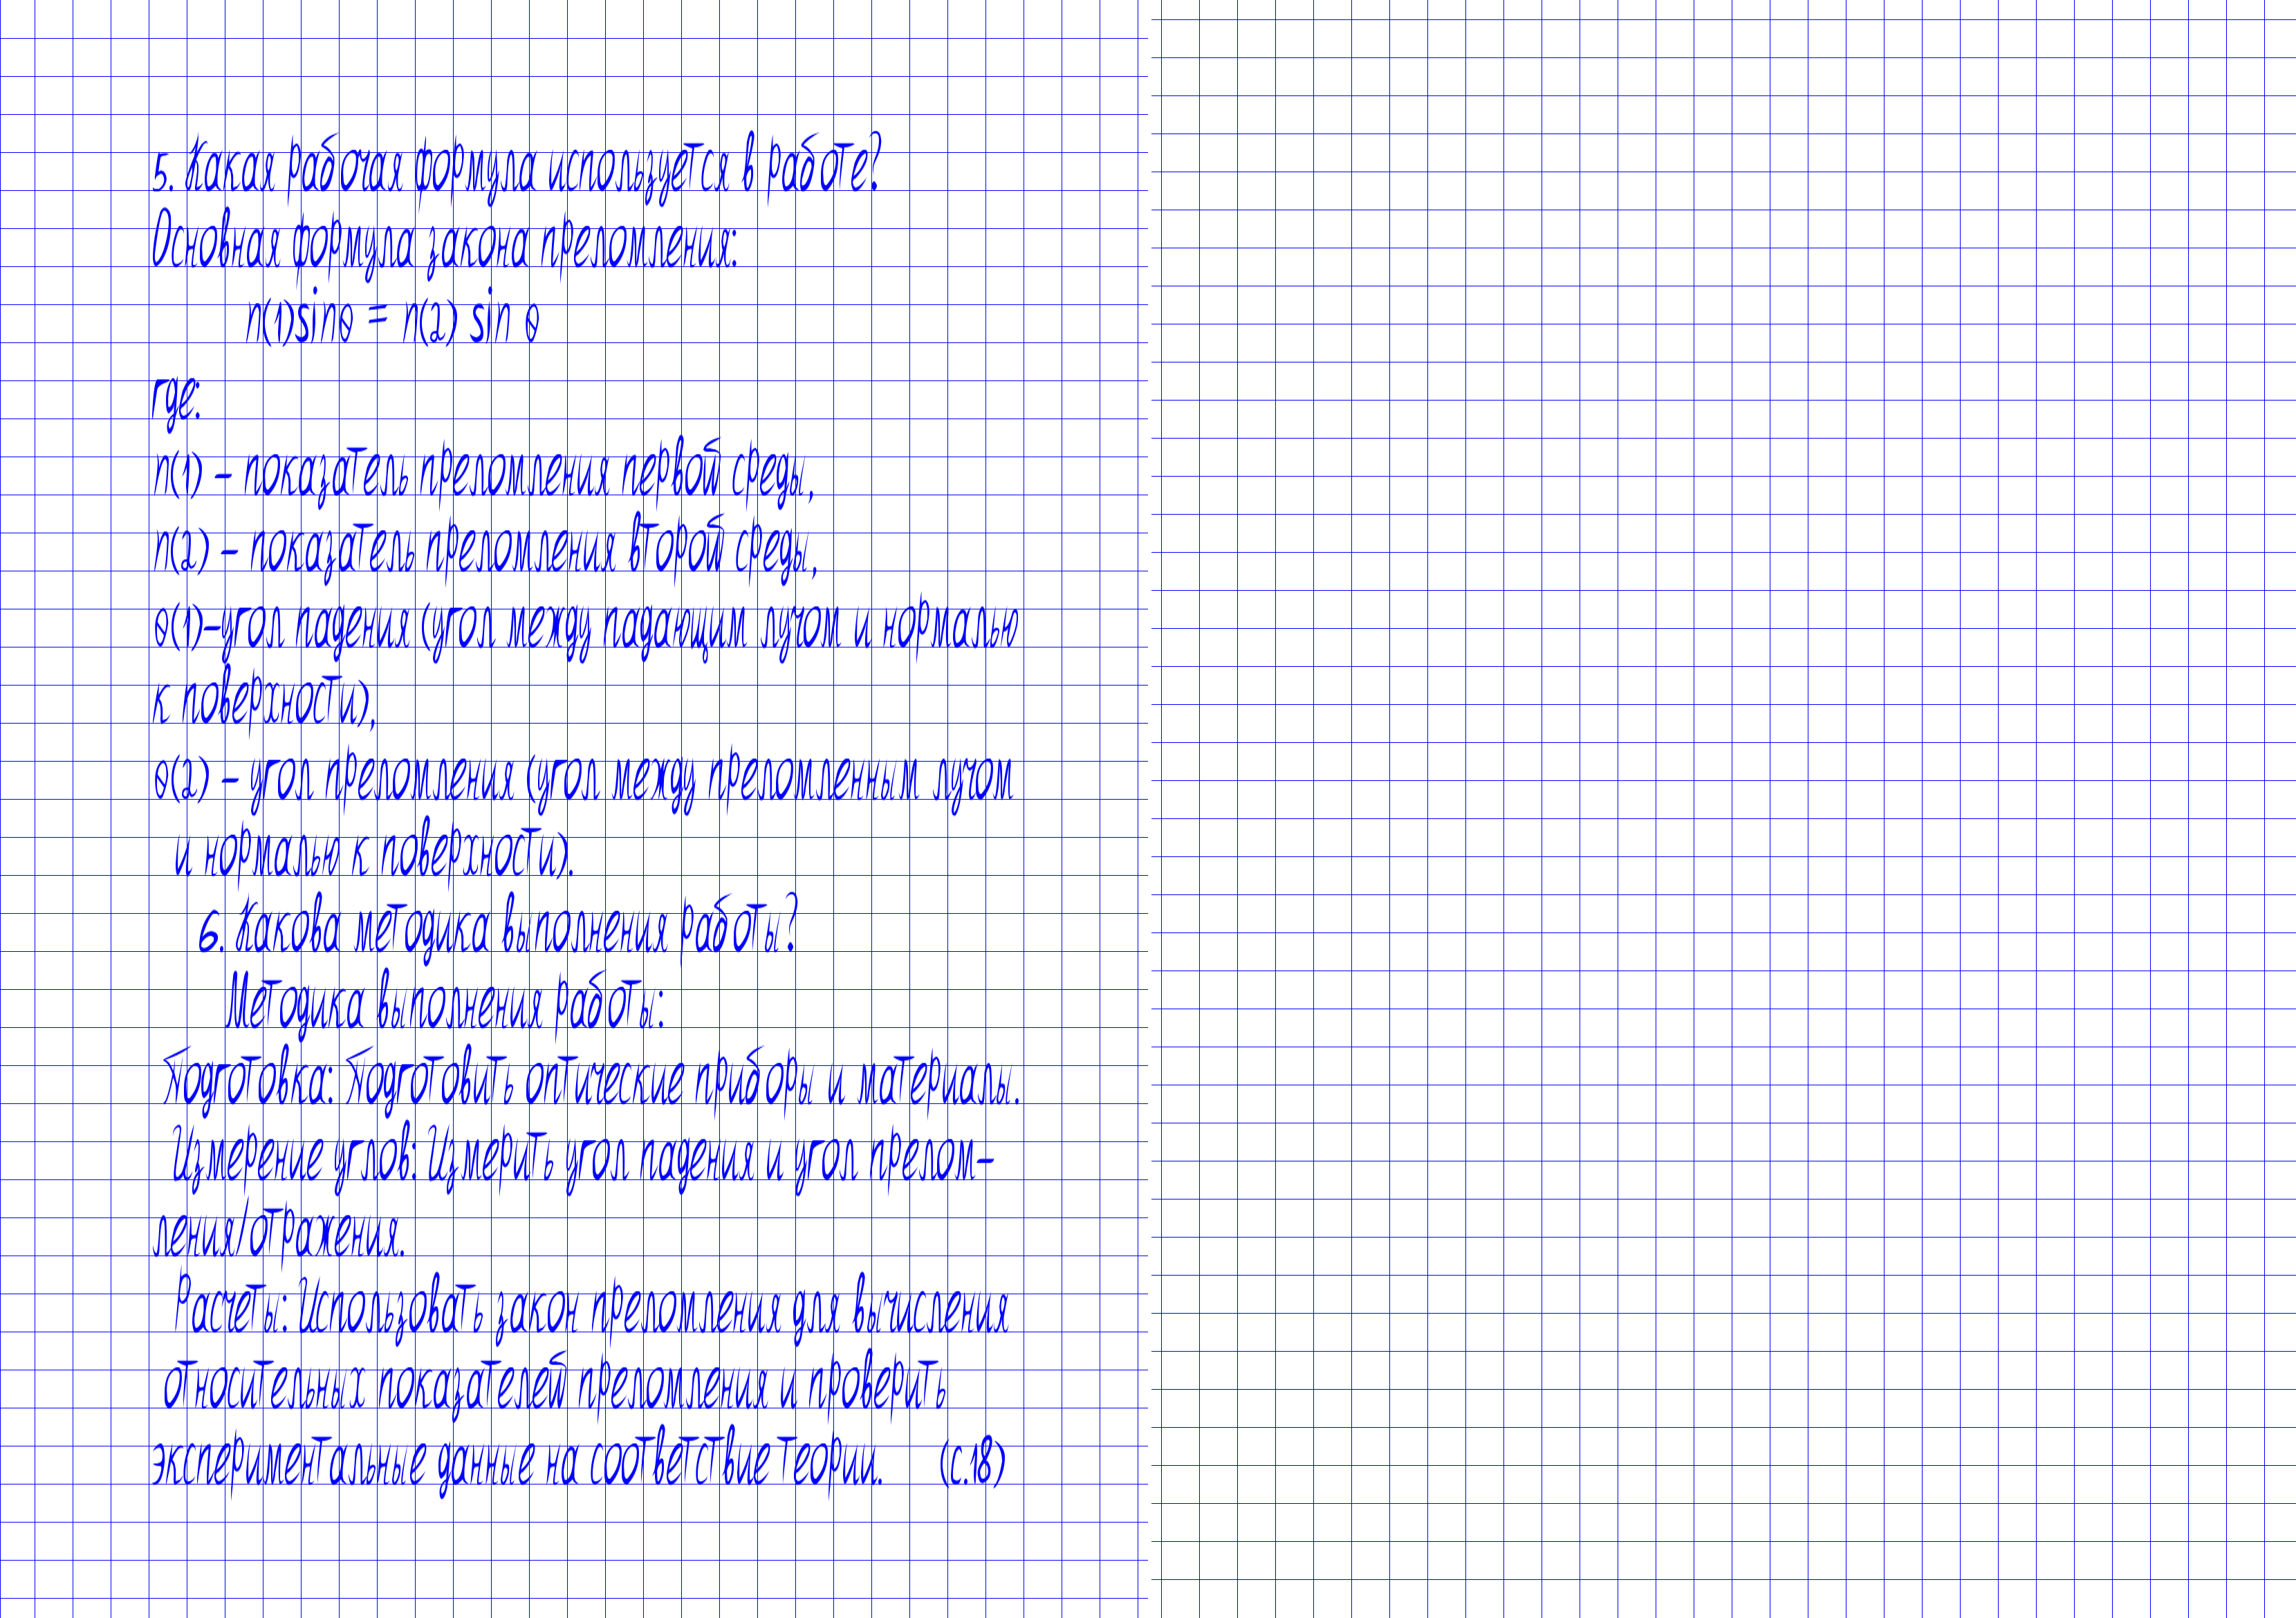 5. Какая рабочая формула используется в работе?
Основная формула закона преломления:
n(1)sinθ = n(2) sin θ
где:
n(1) – показатель преломления первой среды,
n(2) – показатель преломления второй среды,
θ(1)–угол падения (угол между падающим лучом и нормалью
к поверхности),
θ(2) – угол преломления (угол между преломленным лучом
и нормалью к поверхности).
6. Какова методика выполнения работы?
Методика выполнения работы:
Подготовка: Подготовить оптические приборы и материалы.
Измерение углов: Измерить угол падения и угол прелом–
ления/отражения.
Расчеты: Использовать закон преломления для вычисления
относительных показателей преломления и проверить
экспериментальные данные на соответствие теории. (с.18)